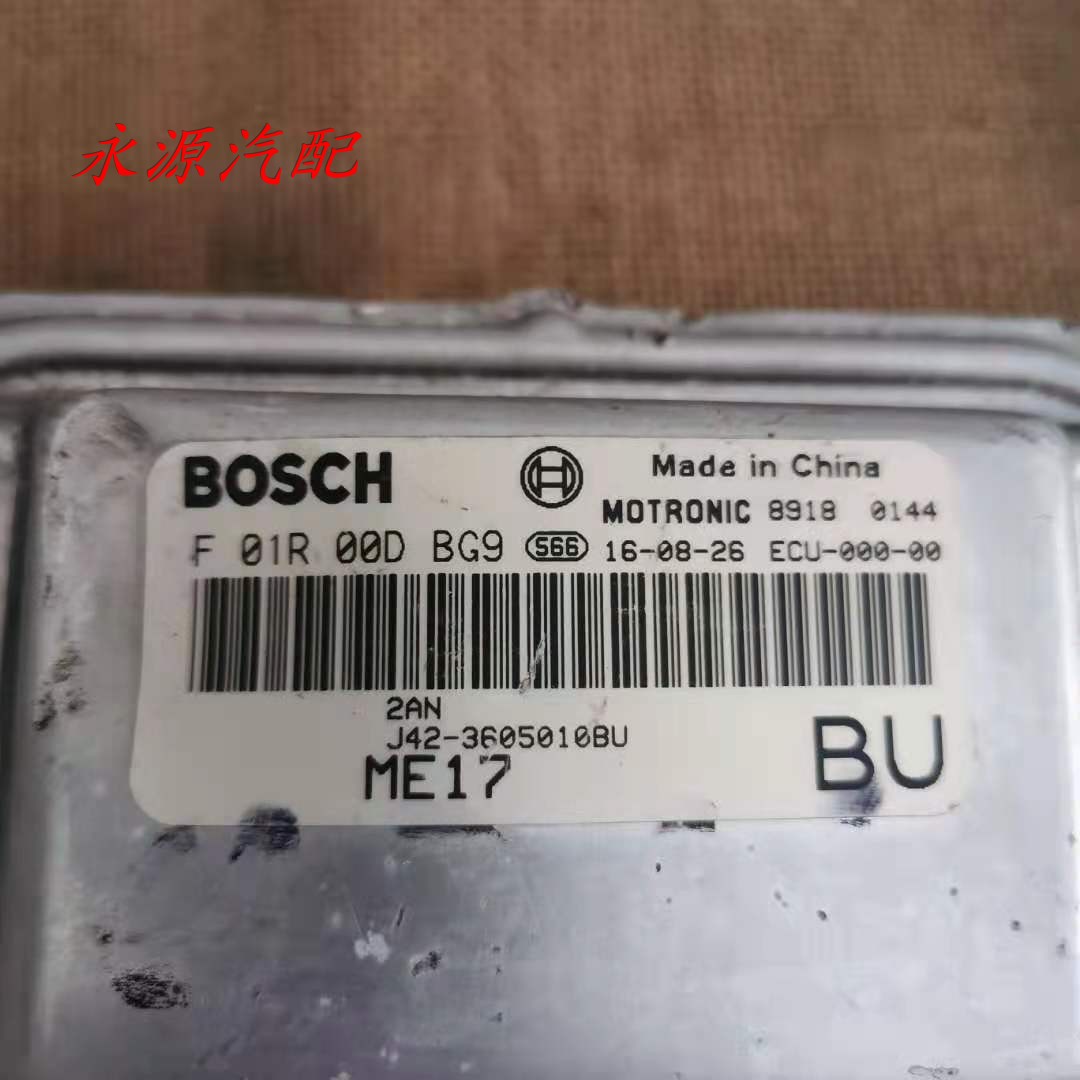 永源汽配
BOSCH Made in China
MOTRONIC 8918 0144
F 01R 00D BG9 S66 16-08-26 ECU-000-00
2AN
J42-3605010BU
ME17 BU